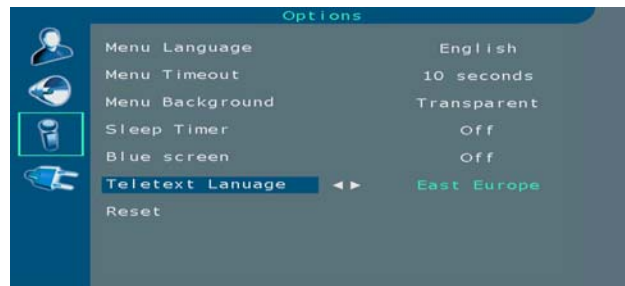 Options
Menu Language English
Menu Timeout 10 seconds
Menu Background Transparent
Sleep Timer Off
Blue screen Off
Teletext Lanuage East Europe
Reset